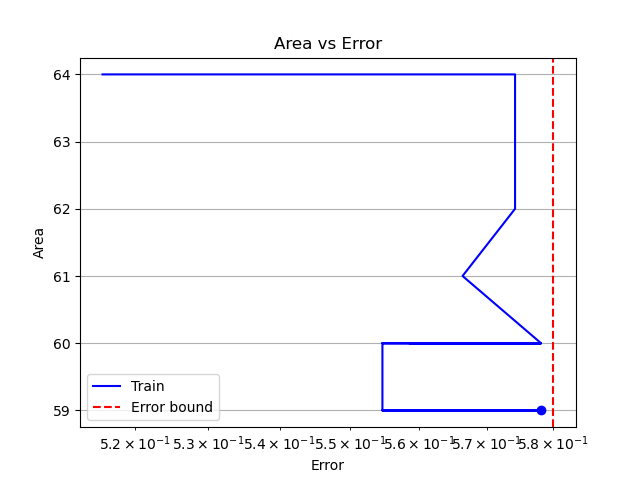 Area vs Error
64
63
62
61
60
59
Area
Train
Error bound
5.2 × 10⁻¹ 5.3 × 10⁻¹ 5.4 × 10⁻¹ 5.5 × 10⁻¹ 5.6 × 10⁻¹ 5.7 × 10⁻¹ 5.8 × 10⁻¹
Error